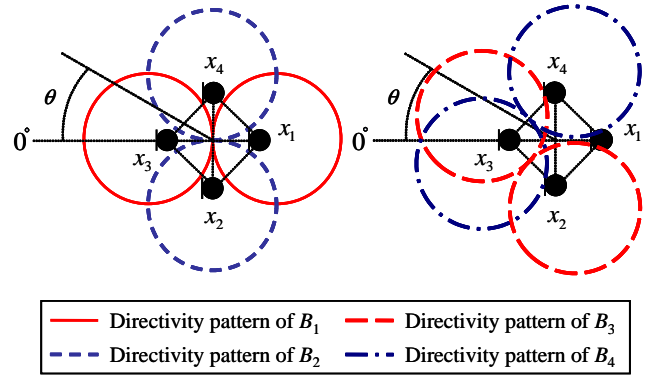 x₄ x₄
θ θ
0° x₃ x₁ 0° x₃ x₁
x₂ x₂
Directivity pattern of B₁ Directivity pattern of B₃
Directivity pattern of B₂ Directivity pattern of B₄